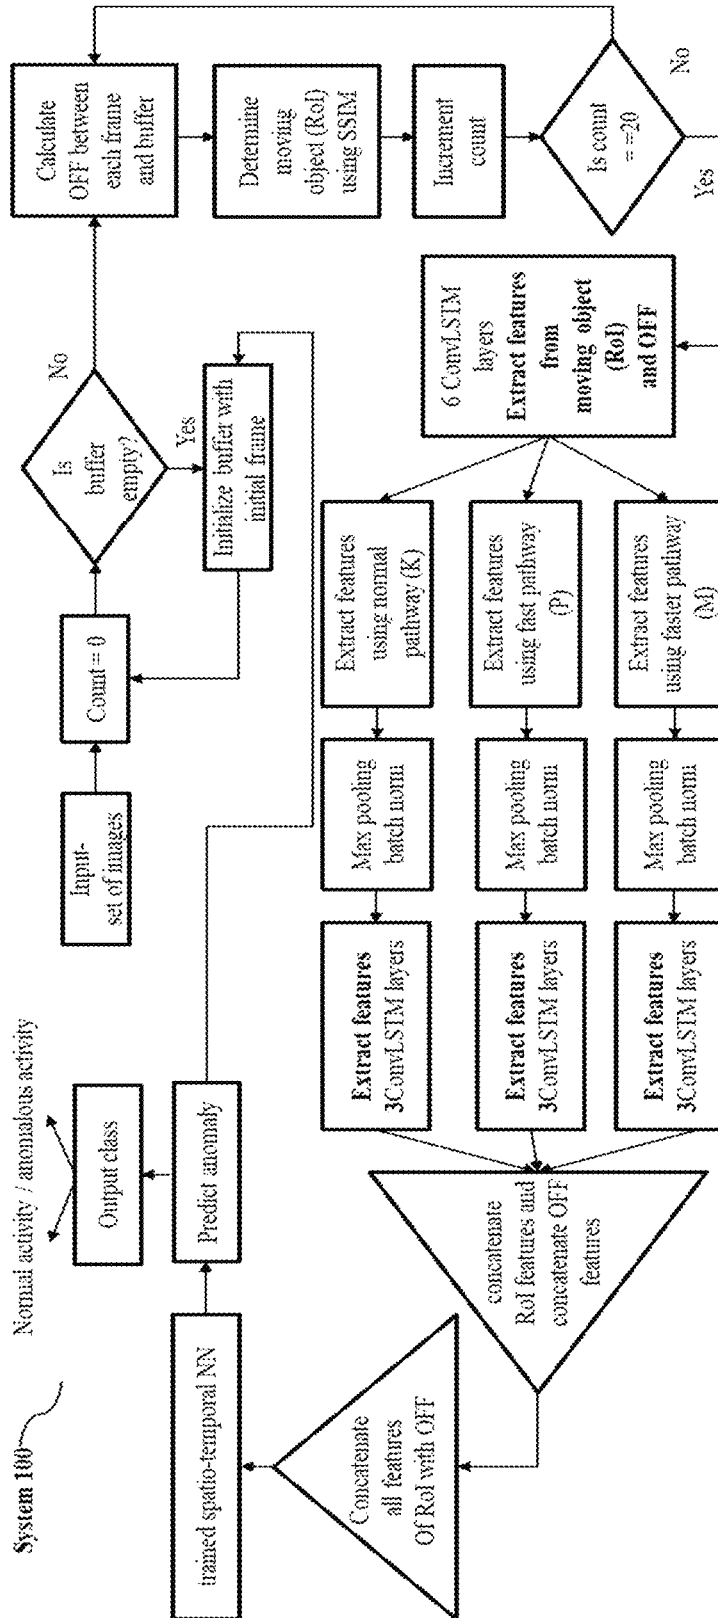 System 100
Normal activity / anomalous activity
Output class
Predict anomaly
trained spatio-temporal NN
Input-
set of images
Count = 0
Is
buffer
empty?
No
Yes
Initialize buffer with
initial frame
Calculate
OFF between
each frame
and buffer
Determine
moving
object (RoI)
using SSIM
Increment
count
Is count
= =20
No
Yes
6 ConvLSTM
layers
Extract features
from
moving object
(RoI)
and OFF
Extract features
using normal
pathway (K)
Extract features
using fast pathway
(P)
Extract features
using faster pathway
(M)
Max pooling
batch norm
Max pooling
batch norm
Max pooling
batch norm
Extract features
3ConvLSTM layers
Extract features
3ConvLSTM layers
Extract features
3ConvLSTM layers
concatenate
RoI features and
concatenate OFF
features
Concatenate
all features
Of RoI with OFF